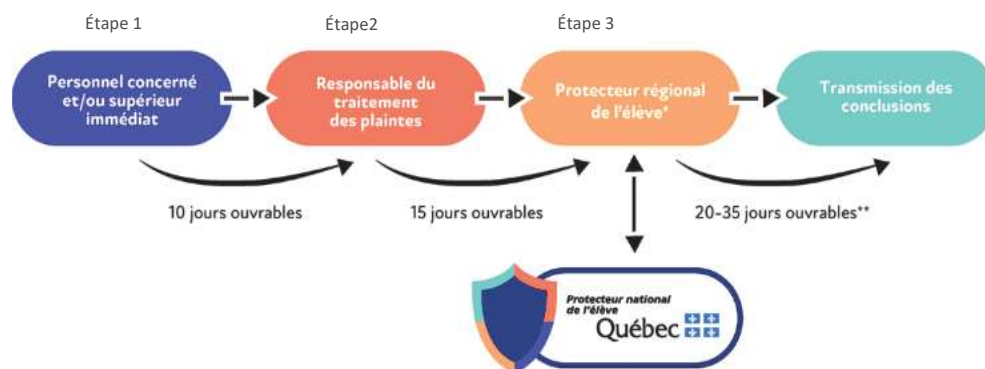 Étape 1
Étape2
Étape 3
Personnel concerné
et/ou supérieur
immédiat
Responsable du
traitement
des plaintes
Protecteur régional
de l'élève*
Transmission des
conclusions
10 jours ouvrables
15 jours ouvrables
20-35 jours ouvrables**
Protecteur national
de l'élève
Québec